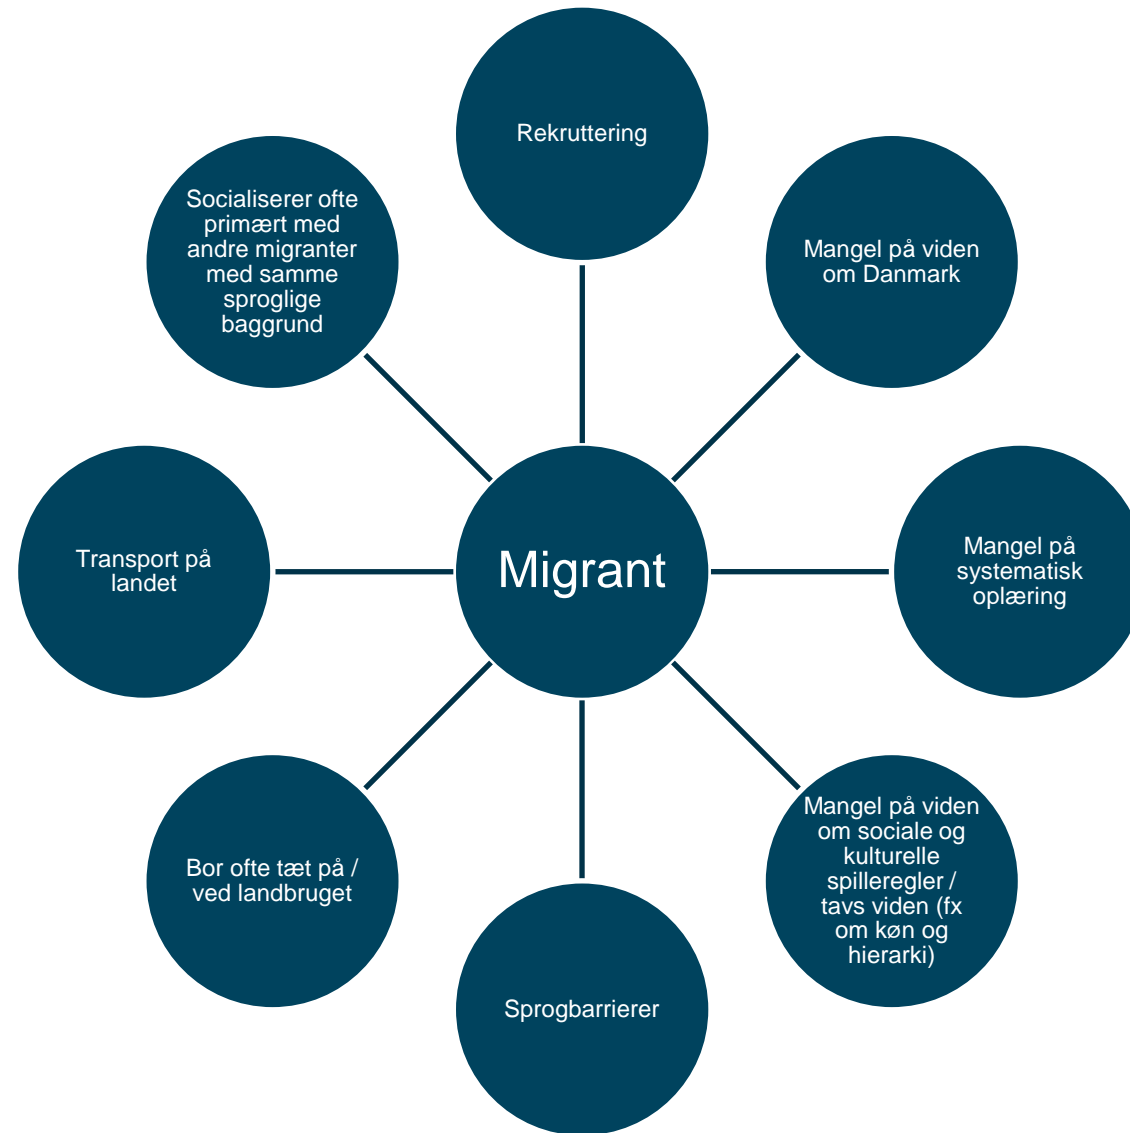 Rekruttering
Mangel på viden
om Danmark
Mangel på
systematisk
oplæring
Mangel på viden
om sociale og
kulturelle
spilleregler /
tavs viden (fx
om køn og
hierarki)
Sprogbarrierer
Bor ofte tæt på /
ved landbruget
Transport på
landet
Socialiserer ofte
primært med
andre migranter
med samme
sproglige
baggrund
Migrant